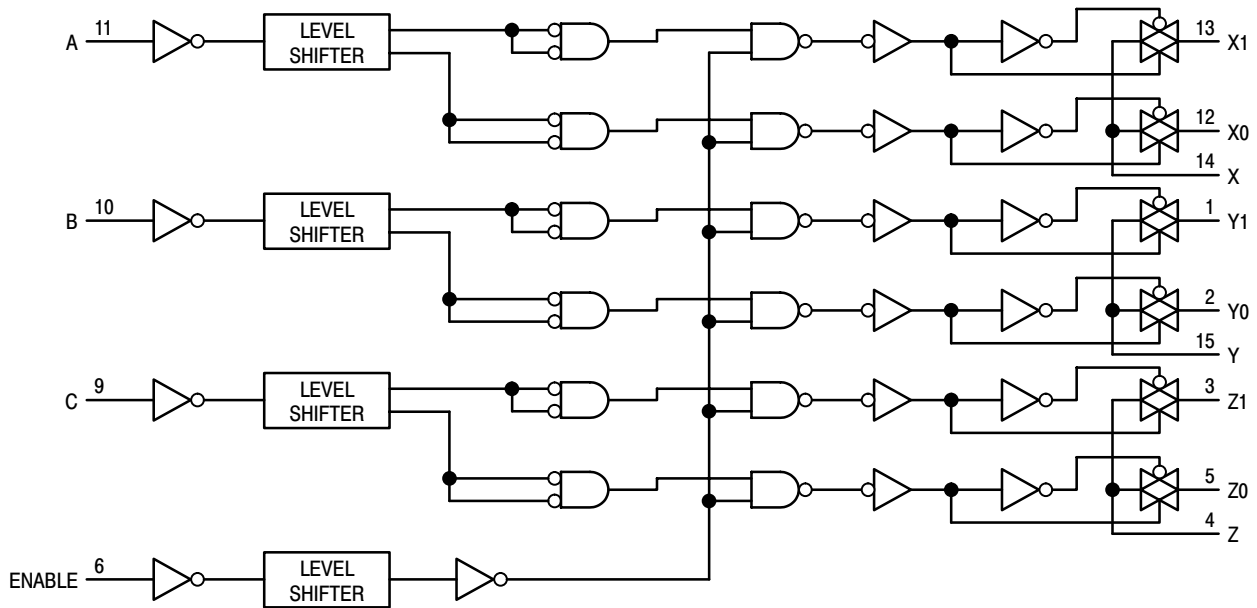 A 11 LEVEL SHIFTER 13 X1
12 X0
14 X
B 10 LEVEL SHIFTER 1 Y1
2 Y0
15 Y
C 9 LEVEL SHIFTER 3 Z1
5 Z0
4 Z
ENABLE 6 LEVEL SHIFTER